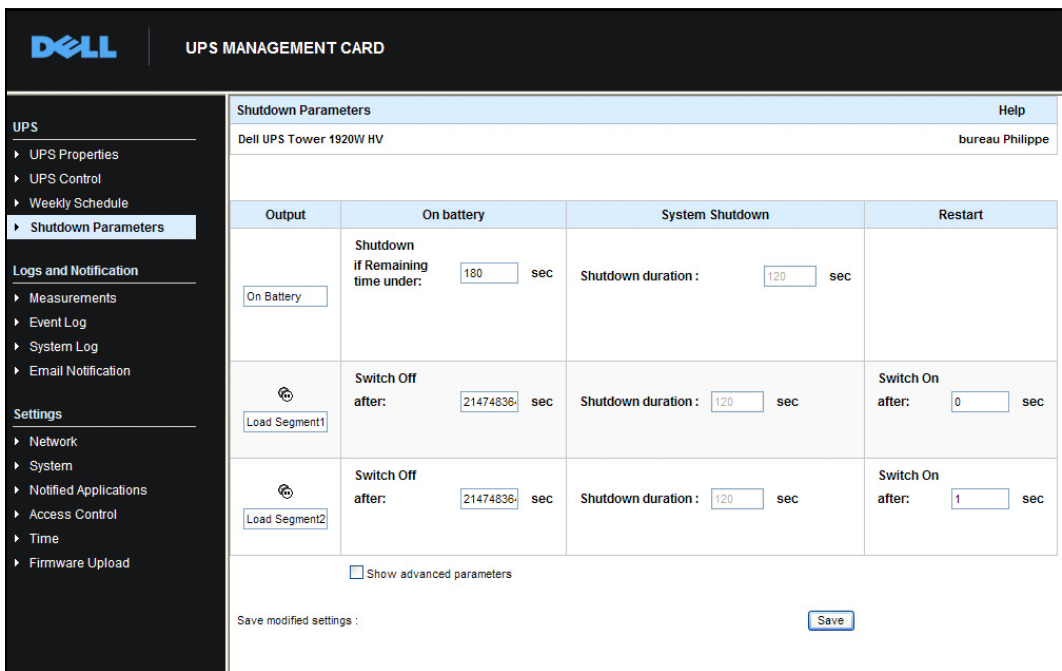 DELL
UPS MANAGEMENT CARD
UPS
UPS Properties
UPS Control
Weekly Schedule
Shutdown Parameters
Logs and Notification
Measurements
Event Log
System Log
Email Notification
Settings
Network
System
Notified Applications
Access Control
Time
Firmware Upload
Shutdown Parameters Help
Dell UPS Tower 1920W HV bureau Philippe
Output On battery System Shutdown Restart
On Battery
Shutdown
if Remaining
time under: 180 sec
Shutdown duration : 120 sec
Load Segment1
Switch Off
after: 21474836 sec
Shutdown duration : 120 sec
Switch On
after: 0 sec
Load Segment2
Switch Off
after: 21474836 sec
Shutdown duration : 120 sec
Switch On
after: 1 sec
Show advanced parameters
Save modified settings : Save